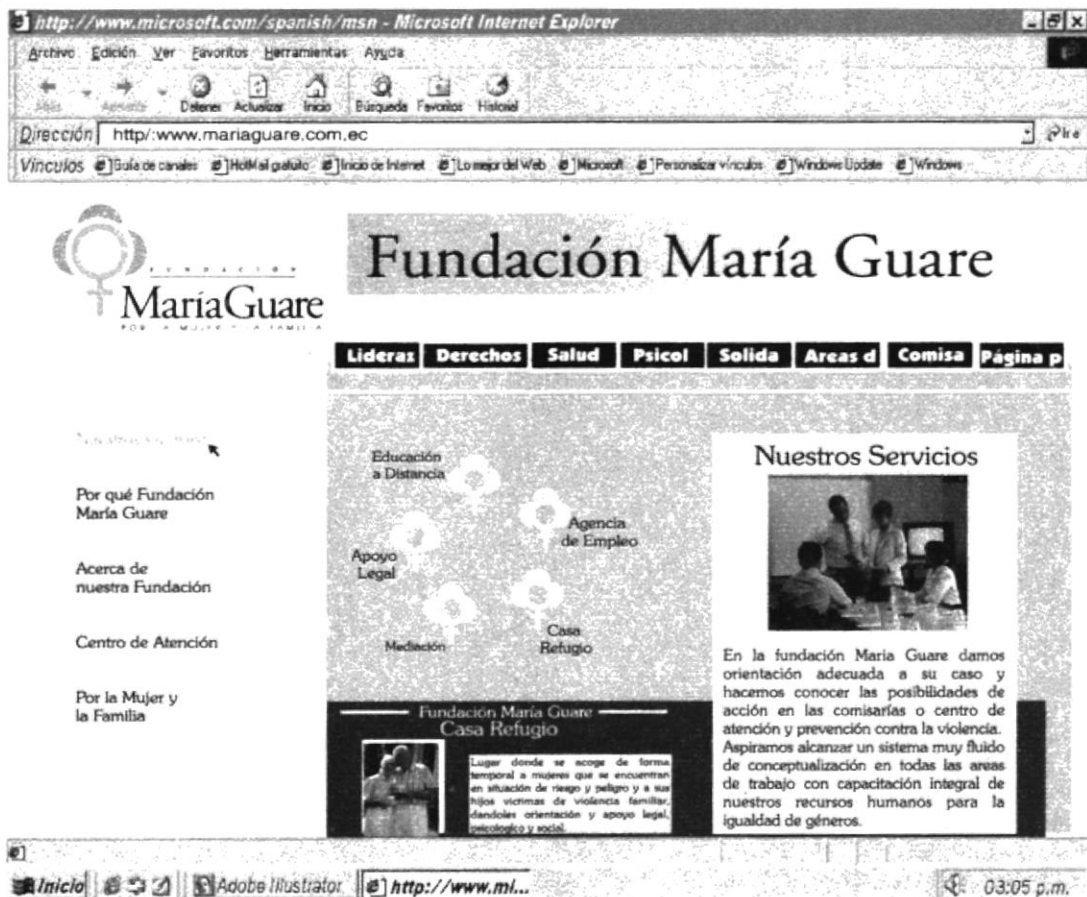 http://www.microsoft.com/spanish/msn - Microsoft Internet Explorer
Archivo Edición Ver Favoritos Herramientas Ayuda
Detener Actualizar Inicio Búsqueda Favoritos Historial
Dirección http/:www.mariaguare.com.ec Ir a
Vínculos Guía de canales HotMail gratuito Inicio de Internet Lo mejor del Web Microsoft Personalizar vínculos Windows Update Windows
FUNDACIÓN
MaríaGuare
POR LA MUJER Y LA FAMILIA
Fundación María Guare
Lideraz Derechos Salud Psicol Solida Areas d Comisa Página p
Por qué Fundación
María Guare
Acerca de
nuestra Fundación
Centro de Atención
Por la Mujer y
la Familia
Educación
a Distancia
Agencia
de Empleo
Apoyo
Legal
Mediación
Casa
Refugio
Fundación María Guare
Casa Refugio
Lugar donde se acoge de forma
temporal a mujeres que se encuentran
en situación de riesgo y peligro y a sus
hijos victimas de violencia familiar,
dandoles orientación y apoyo legal,
psicologico y social.
Nuestros Servicios
En la fundación Maria Guare damos
orientación adecuada a su caso y
hacemos conocer las posibilidades de
acción en las comisarías o centro de
atención y prevención contra la violencia.
Aspiramos alcanzar un sistema muy fluido
de conceptualización en todas las areas
de trabajo con capacitación integral de
nuestros recursos humanos para la
igualdad de géneros.
Inicio Adobe Illustrator http://www.mi... 03:05 p.m.